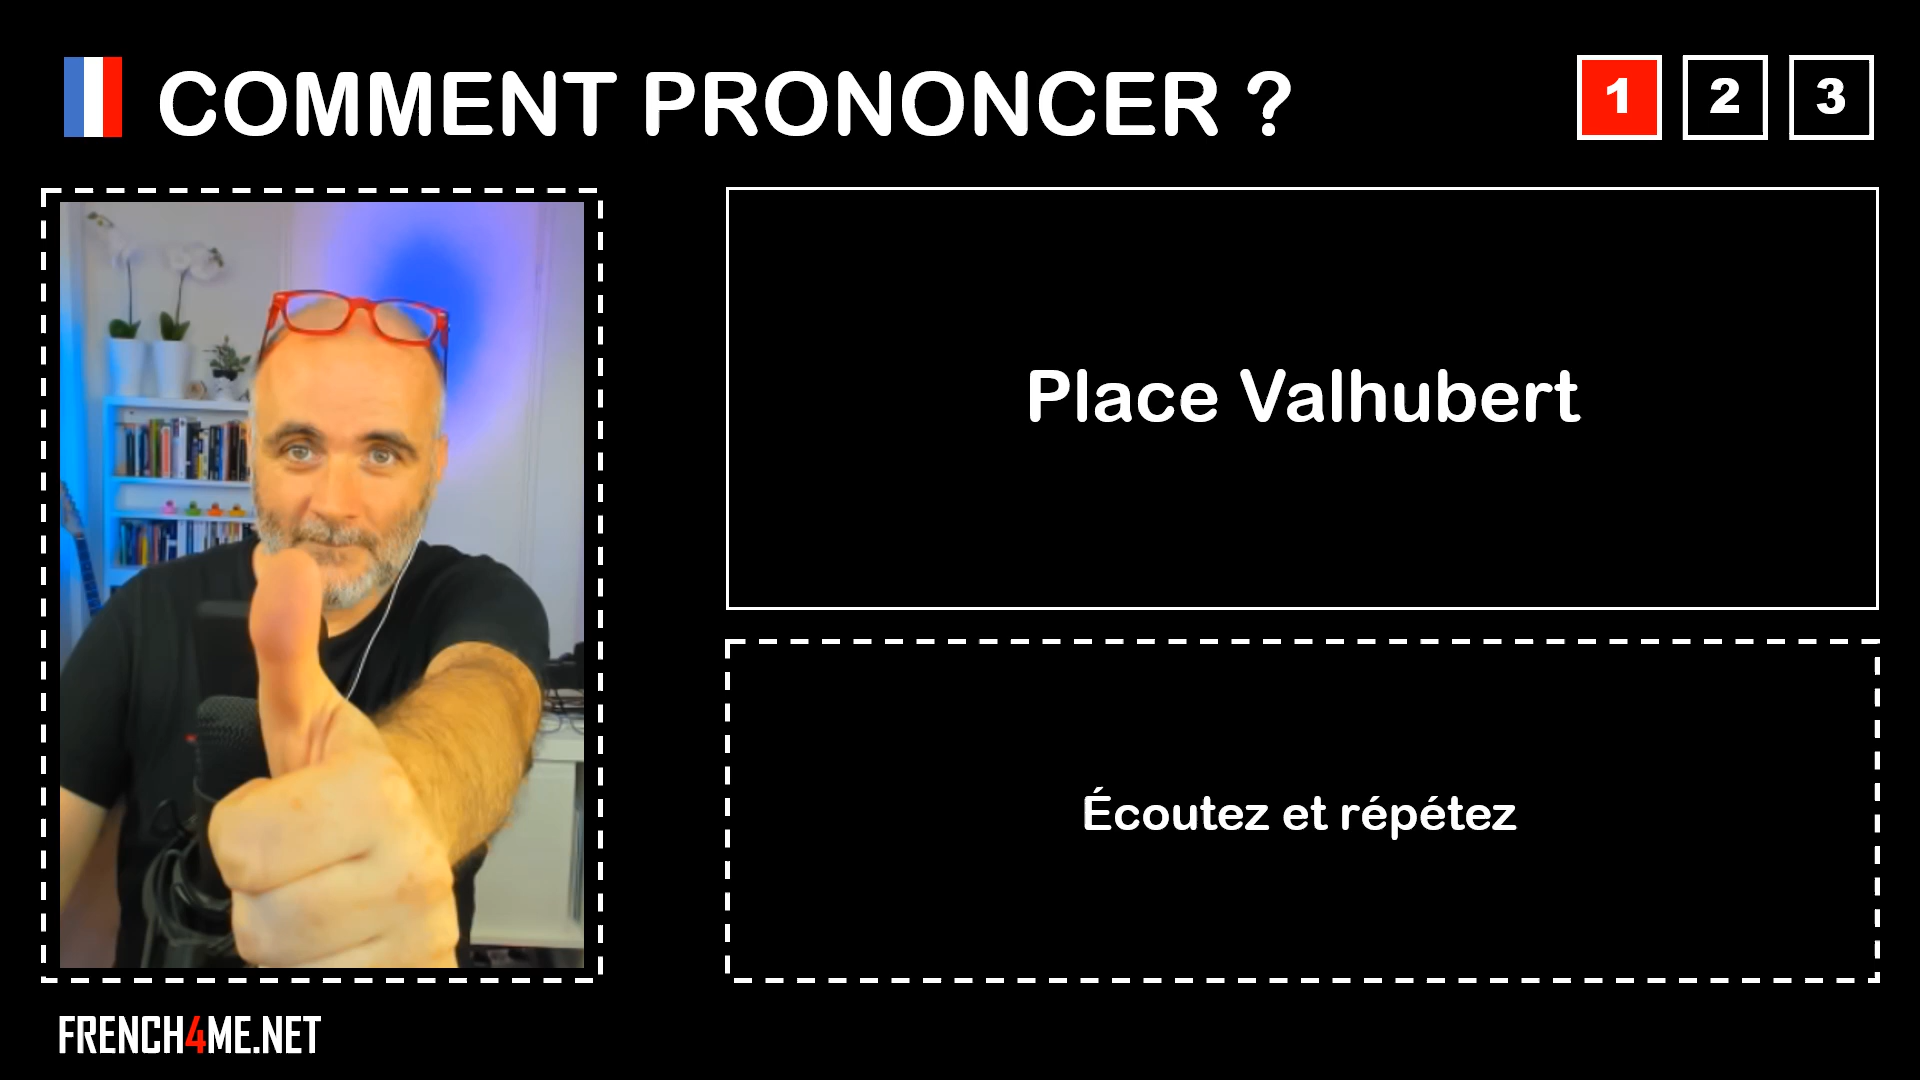 COMMENT PRONONCER ?
1 2 3
Place Valhubert
Écoutez et répétez
FRENCH4ME.NET